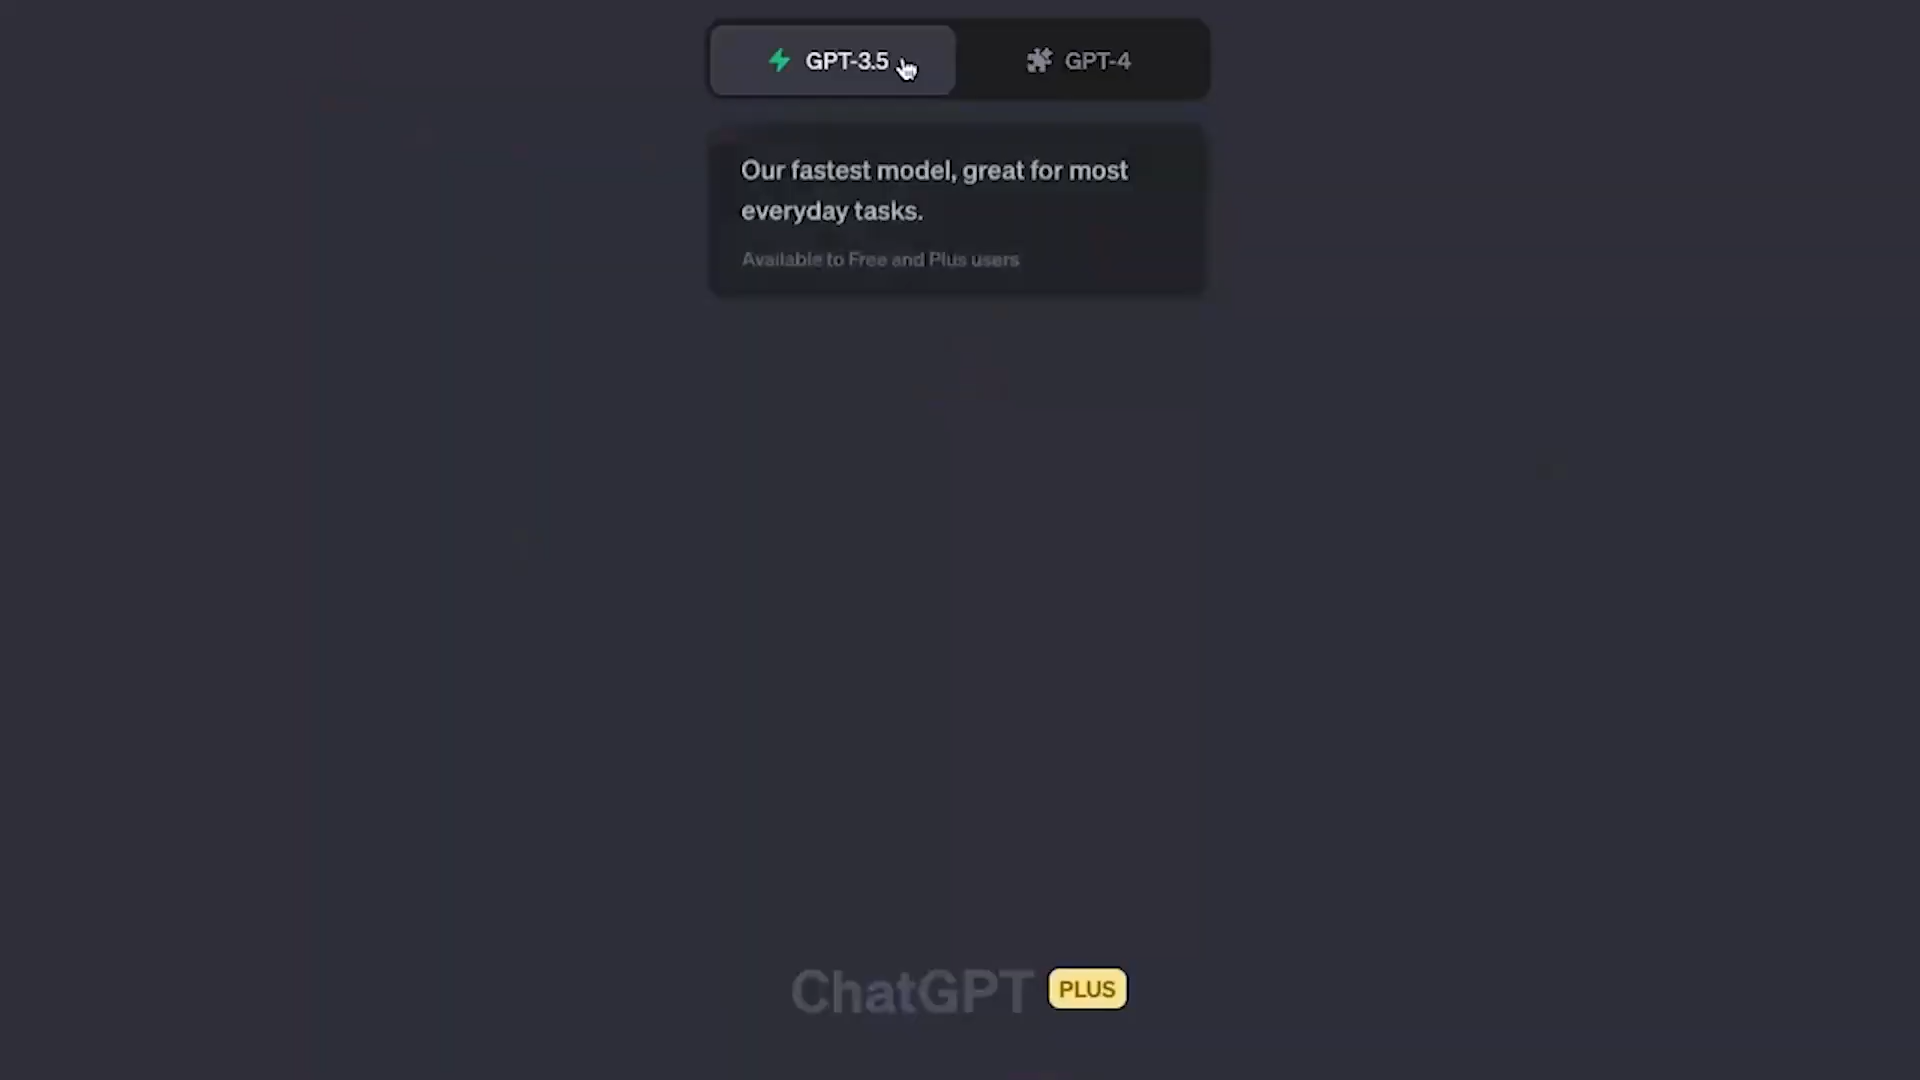 GPT-3.5
GPT-4
Our fastest model, great for most
everyday tasks.
Available to Free and Plus users
ChatGPT PLUS